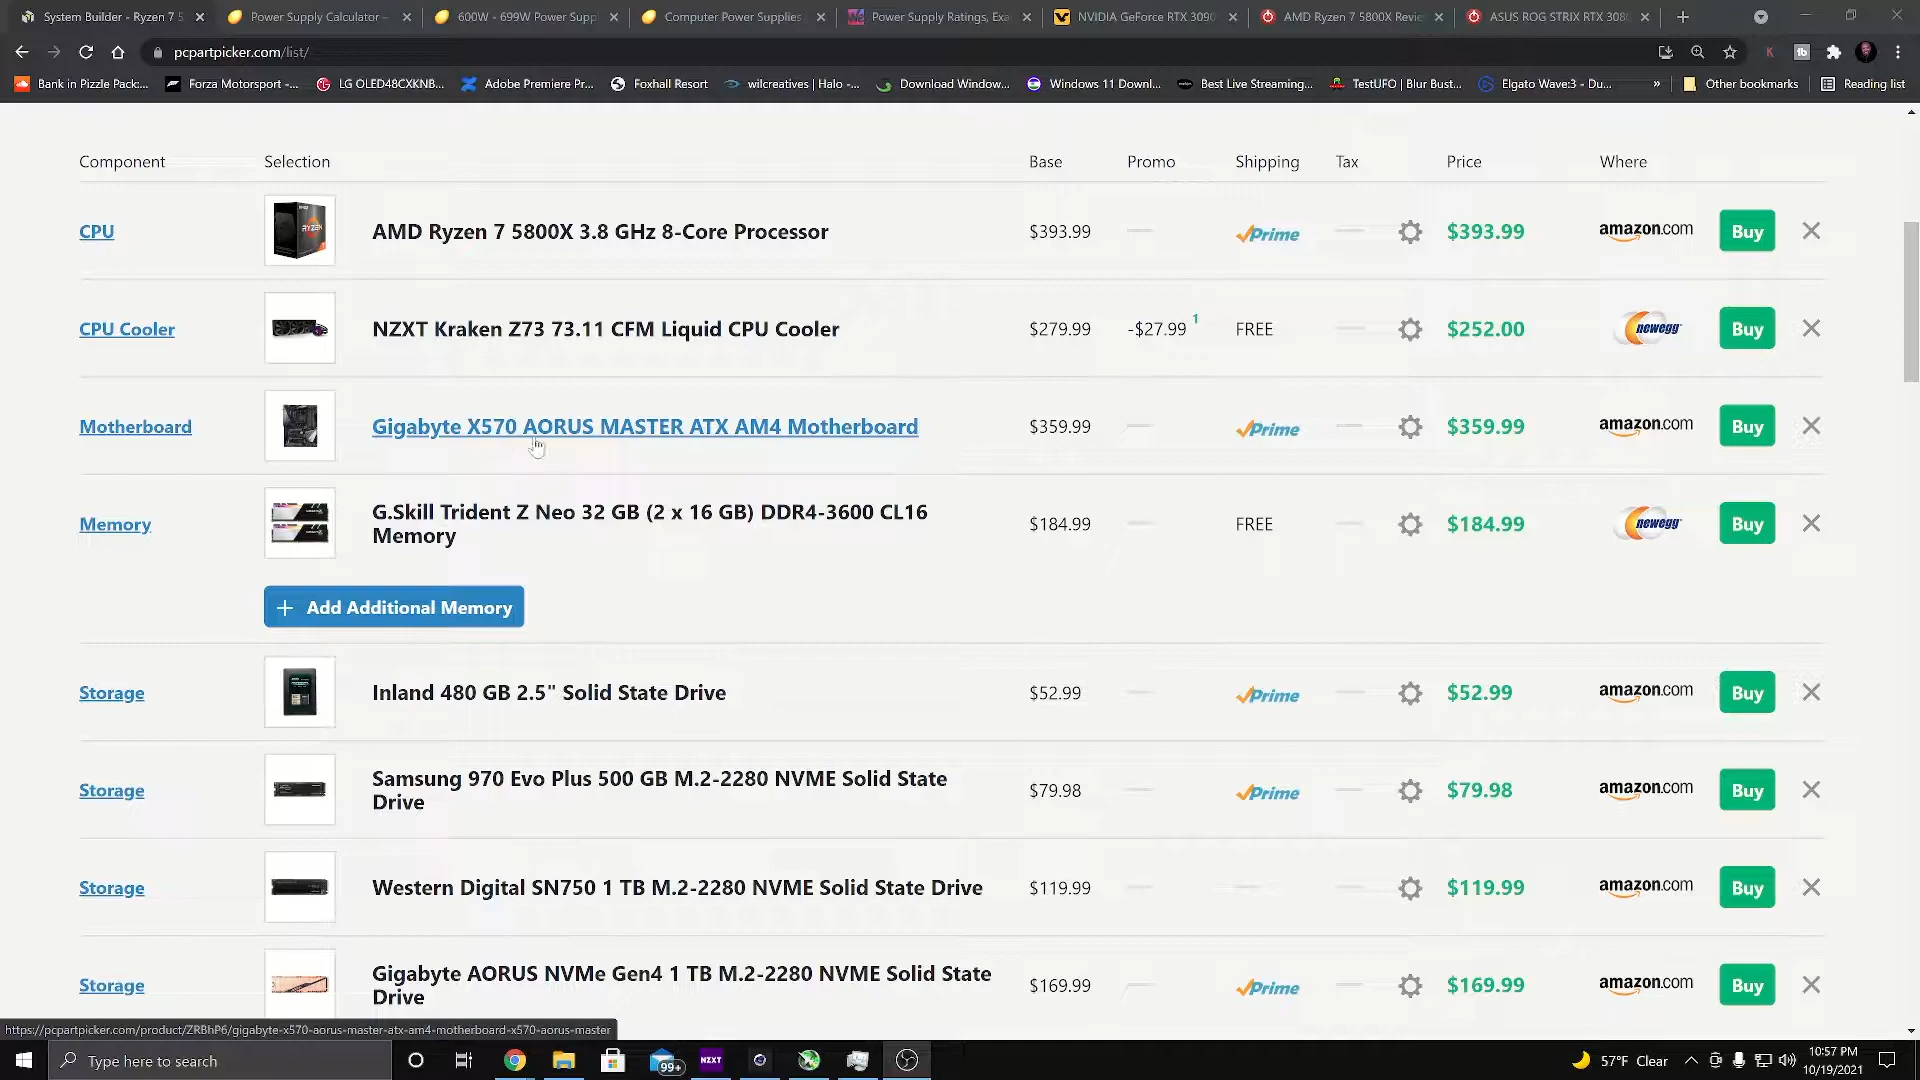 System Builder - Ryzen 7 5
Power Supply Calculator -
600W - 699W Power Supp
Computer Power Supplies
Power Supply Ratings, Exa
NVIDIA GeForce RTX 3090
AMD Ryzen 7 5800X Revie
ASUS ROG STRIX RTX 308
pcpartpicker.com/list/
Bank in Pizzle Pack:...
Forza Motorsport -...
LG OLED48CXKNB...
Adobe Premiere Pr...
Foxhall Resort
wilcreatives | Halo -...
Download Window...
Windows 11 Downl...
Best Live Streaming...
TestUFO | Blur Bust...
Elgato Wave:3 - Du...
»
Other bookmarks
Reading list
Component Selection Base Promo Shipping Tax Price Where
CPU AMD Ryzen 7 5800X 3.8 GHz 8-Core Processor $393.99 — Prime — $393.99 amazon.com Buy
RYZEN
CPU Cooler NZXT Kraken Z73 73.11 CFM Liquid CPU Cooler $279.99 -$27.99 1 FREE — $252.00 newegg Buy
Motherboard Gigabyte X570 AORUS MASTER ATX AM4 Motherboard $359.99 — Prime — $359.99 amazon.com Buy
Memory G.Skill Trident Z Neo 32 GB (2 x 16 GB) DDR4-3600 CL16
Memory $184.99 — FREE — $184.99 newegg Buy
+ Add Additional Memory
Storage Inland 480 GB 2.5" Solid State Drive $52.99 — Prime — $52.99 amazon.com Buy
Storage Samsung 970 Evo Plus 500 GB M.2-2280 NVME Solid State
Drive $79.98 — Prime — $79.98 amazon.com Buy
Storage Western Digital SN750 1 TB M.2-2280 NVME Solid State Drive $119.99 — — — $119.99 amazon.com Buy
Storage Gigabyte AORUS NVMe Gen4 1 TB M.2-2280 NVME Solid State
Drive $169.99 — Prime — $169.99 amazon.com Buy
https://pcpartpicker.com/product/ZRBhP6/gigabyte-x570-aorus-master-atx-am4-motherboard-x570-aorus-master
Type here to search
99+
NZXT
57°F Clear
10:57 PM
10/19/2021